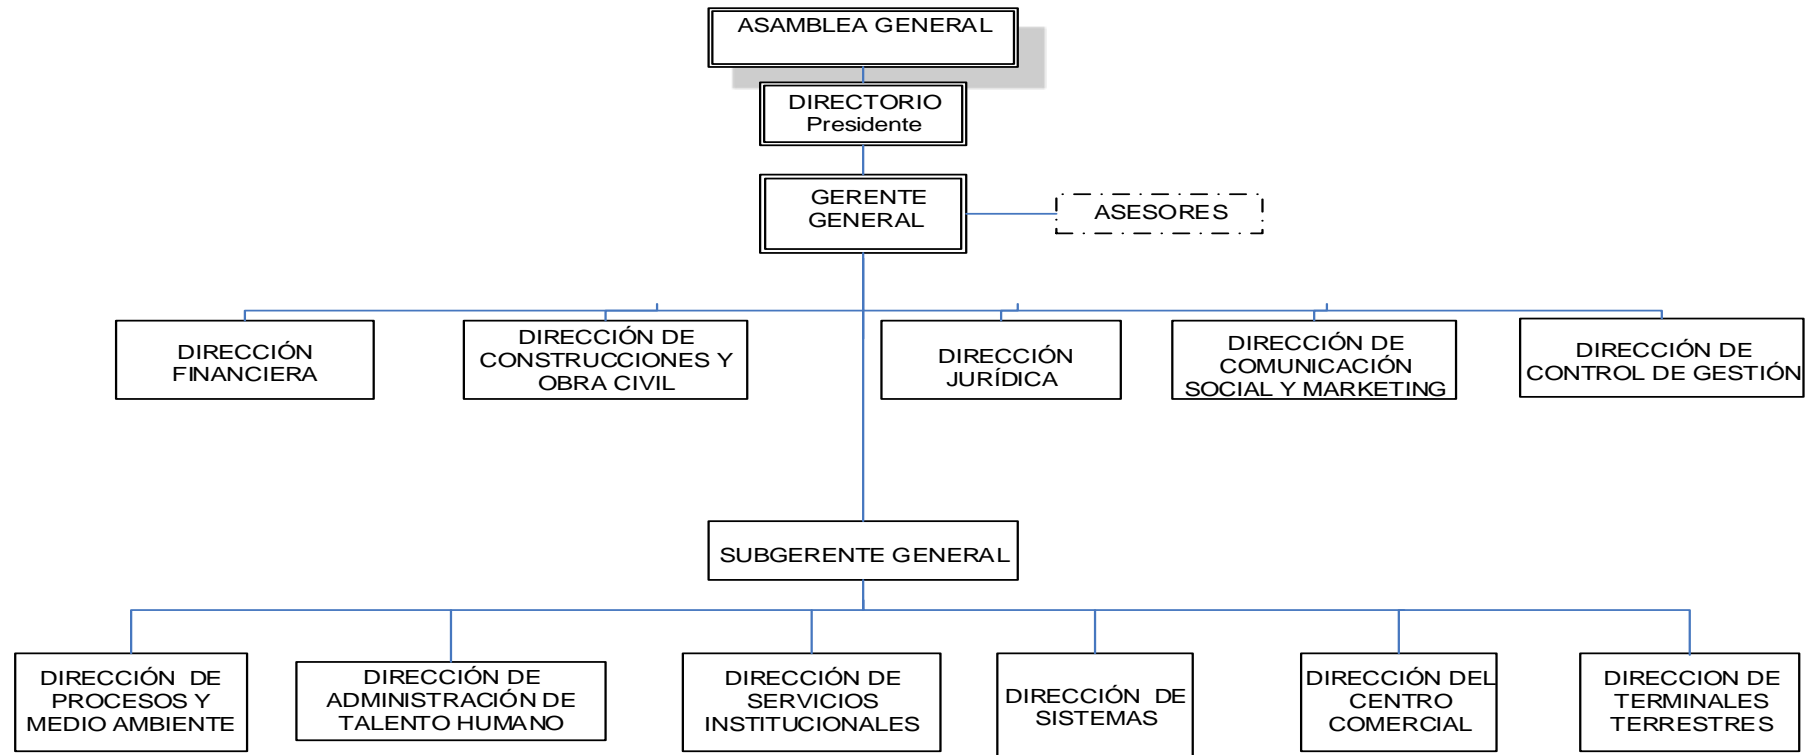 ASAMBLEA GENERAL
DIRECTORIO
Presidente
GERENTE
GENERAL
ASESORES
DIRECCIÓN
FINANCIERA
DIRECCIÓN DE
CONSTRUCCIONES Y
OBRA CIVIL
DIRECCIÓN
JURÍDICA
DIRECCIÓN DE
COMUNICACIÓN
SOCIAL Y MARKETING
DIRECCIÓN DE
CONTROL DE GESTIÓN
SUBGERENTE GENERAL
DIRECCIÓN DE
PROCESOS Y
MEDIO AMBIENTE
DIRECCIÓN DE
ADMINISTRACIÓN DE
TALENTO HUMANO
DIRECCIÓN DE
SERVICIOS
INSTITUCIONALES
DIRECCIÓN DE
SISTEMAS
DIRECCIÓN DEL
CENTRO
COMERCIAL
DIRECCION DE
TERMINALES
TERRESTRES